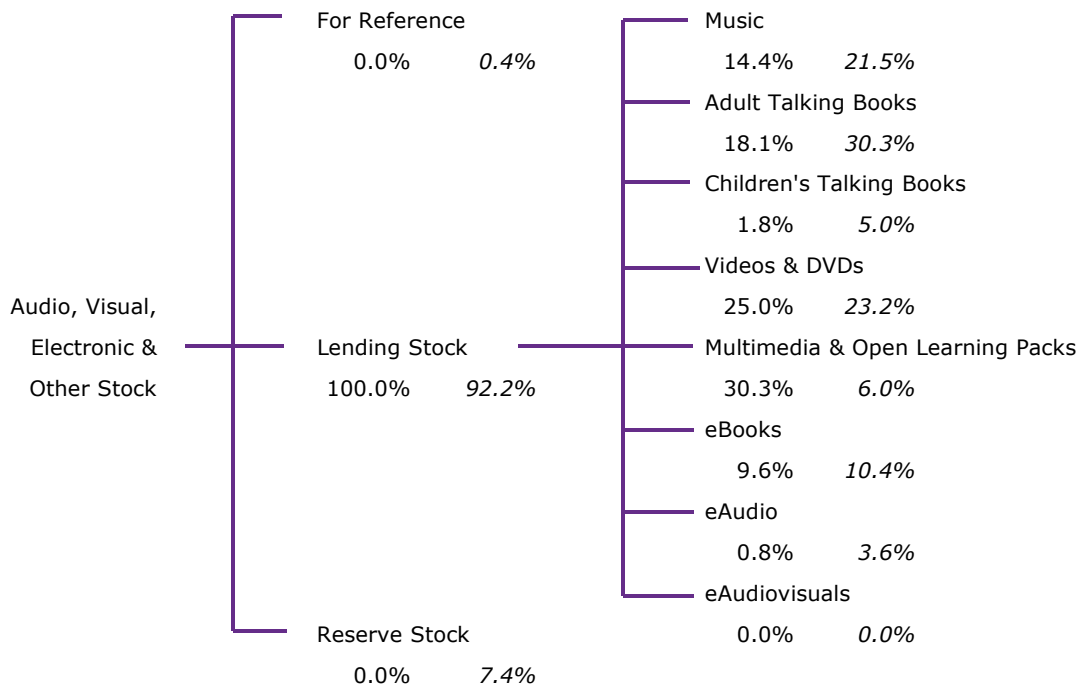 For Reference
0.0% 0.4%
Music
14.4% 21.5%
Adult Talking Books
18.1% 30.3%
Children's Talking Books
1.8% 5.0%
Videos & DVDs
25.0% 23.2%
Audio, Visual,
Electronic &
Other Stock
Lending Stock
100.0% 92.2%
Multimedia & Open Learning Packs
30.3% 6.0%
eBooks
9.6% 10.4%
eAudio
0.8% 3.6%
eAudiovisuals
0.0% 0.0%
Reserve Stock
0.0% 7.4%